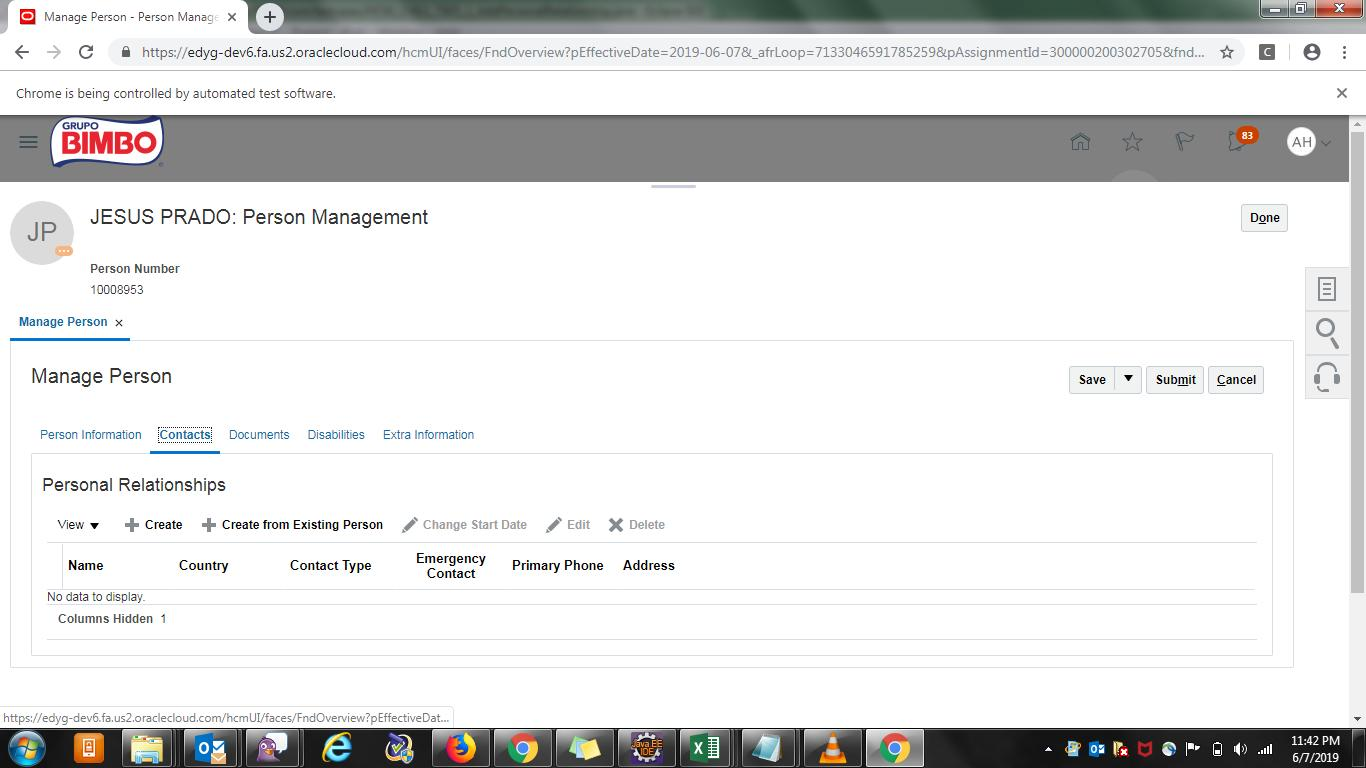 Manage Person - Person Manage
https://edyg-dev6.fa.us2.oraclecloud.com/hcmUI/faces/FndOverview?pEffectiveDate=2019-06-07&_afrLoop=7133046591785259&pAssignmentId=300000200302705&fnd...
C
Chrome is being controlled by automated test software.
GRUPO
BIMBO
83
AH
JP
JESUS PRADO: Person Management
Done
Person Number
10008953
Manage Person
Manage Person
Save
Submit
Cancel
Person Information
Contacts
Documents
Disabilities
Extra Information
Personal Relationships
View
Create
Create from Existing Person
Change Start Date
Edit
Delete
Name
Country
Contact Type
Emergency
Contact
Primary Phone
Address
No data to display.
Columns Hidden 1
https://edyg-dev6.fa.us2.oraclecloud.com/hcmUI/faces/FndOverview?pEffectiveDat...
Java EE
IDE
11:42 PM
6/7/2019